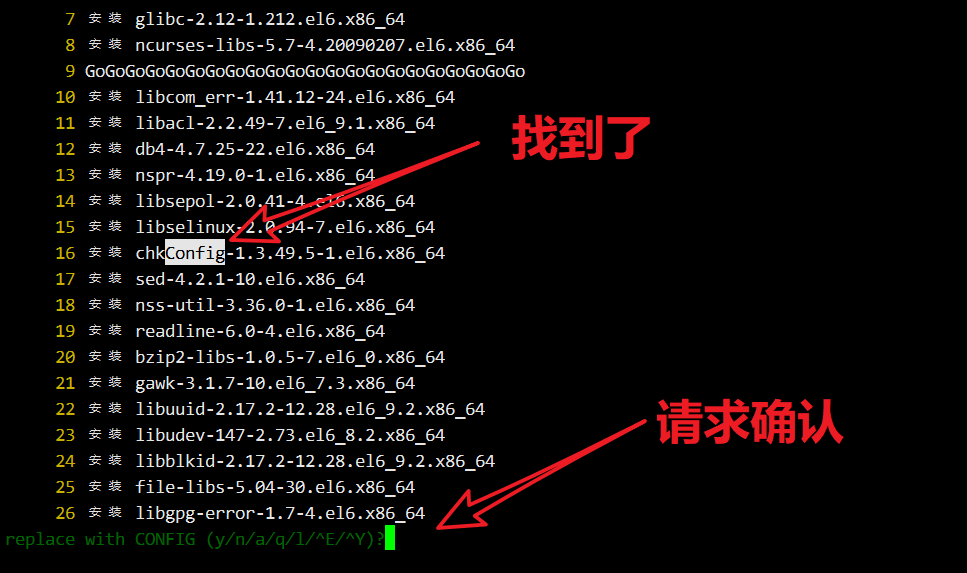 7 安装 glibc-2.12-1.212.el6.x86_64
8 安装 ncurses-libs-5.7-4.20090207.el6.x86_64
9 GoGoGoGoGoGoGoGoGoGoGoGoGoGoGoGoGoGoGoGoGoGo
10 安装 libcom_err-1.41.12-24.el6.x86_64
11 安装 libacl-2.2.49-7.el6_9.1.x86_64
找到了
12 安装 db4-4.7.25-22.el6.x86_64
13 安装 nspr-4.19.0-1.el6.x86_64
14 安装 libsepol-2.0.41-4.el6.x86_64
15 安装 libselinux-2.0.94-7.el6.x86_64
16 安装 chkConfig-1.3.49.5-1.el6.x86_64
17 安装 sed-4.2.1-10.el6.x86_64
18 安装 nss-util-3.36.0-1.el6.x86_64
19 安装 readline-6.0-4.el6.x86_64
20 安装 bzip2-libs-1.0.5-7.el6_0.x86_64
21 安装 gawk-3.1.7-10.el6_7.3.x86_64
22 安装 libuuid-2.17.2-12.28.el6_9.2.x86_64
请求确认
23 安装 libudev-147-2.73.el6_8.2.x86_64
24 安装 libblkid-2.17.2-12.28.el6_9.2.x86_64
25 安装 file-libs-5.04-30.el6.x86_64
26 安装 libgpg-error-1.7-4.el6.x86_64
replace with CONFIG (y/n/a/q/l/^E/^Y)?